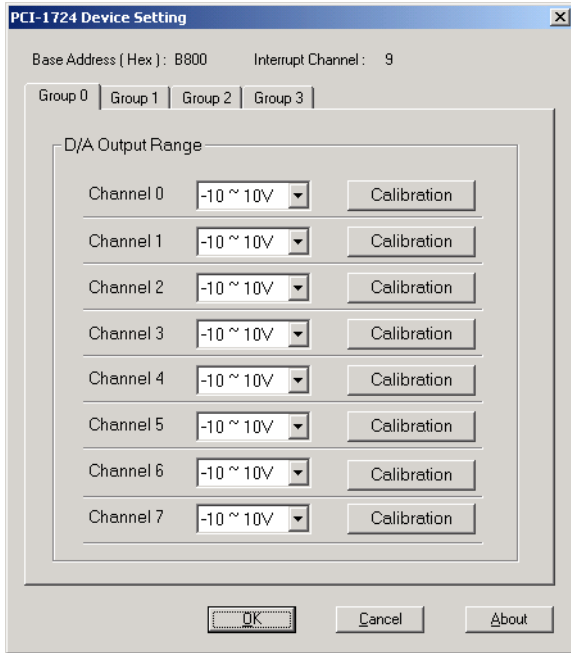 PCI-1724 Device Setting
Base Address ( Hex ) : B800 Interrupt Channel : 9
Group 0 Group 1 Group 2 Group 3
D/A Output Range
Channel 0 -10 ~ 10V Calibration
Channel 1 -10 ~ 10V Calibration
Channel 2 -10 ~ 10V Calibration
Channel 3 -10 ~ 10V Calibration
Channel 4 -10 ~ 10V Calibration
Channel 5 -10 ~ 10V Calibration
Channel 6 -10 ~ 10V Calibration
Channel 7 -10 ~ 10V Calibration
OK Cancel About